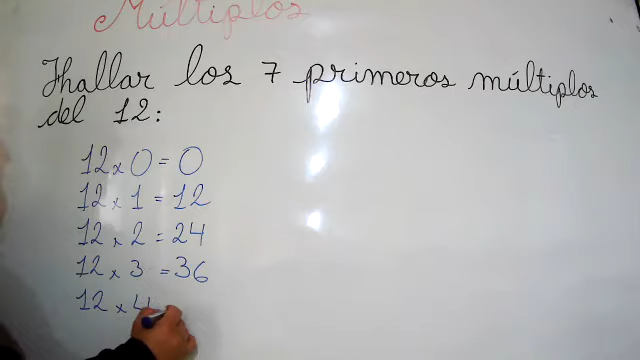 Múltiplos
Hallar los 7 primeros múltiplos
del 12:
12 x 0 = 0
12 x 1 = 12
12 x 2 = 24
12 x 3 = 36
12 x 4